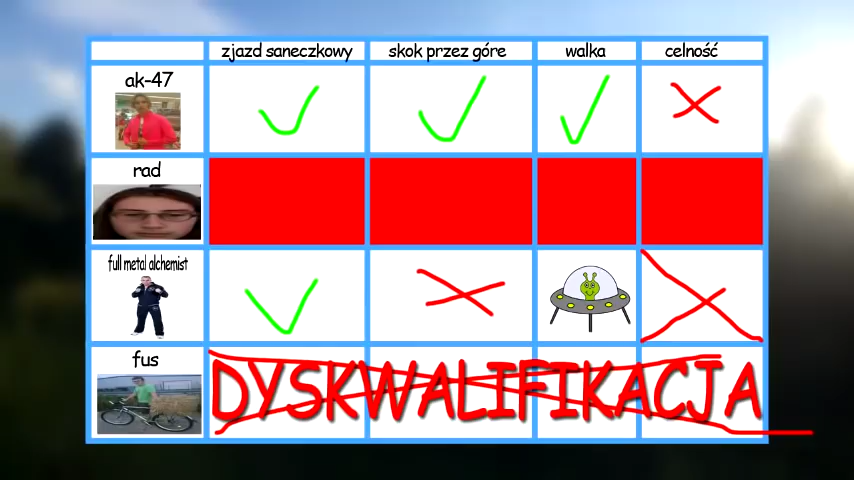 zjazd saneczkowy skok przez góre walka celność
ak-47
rad
full metal alchemist
fus
DYSKWALIFIKACJA